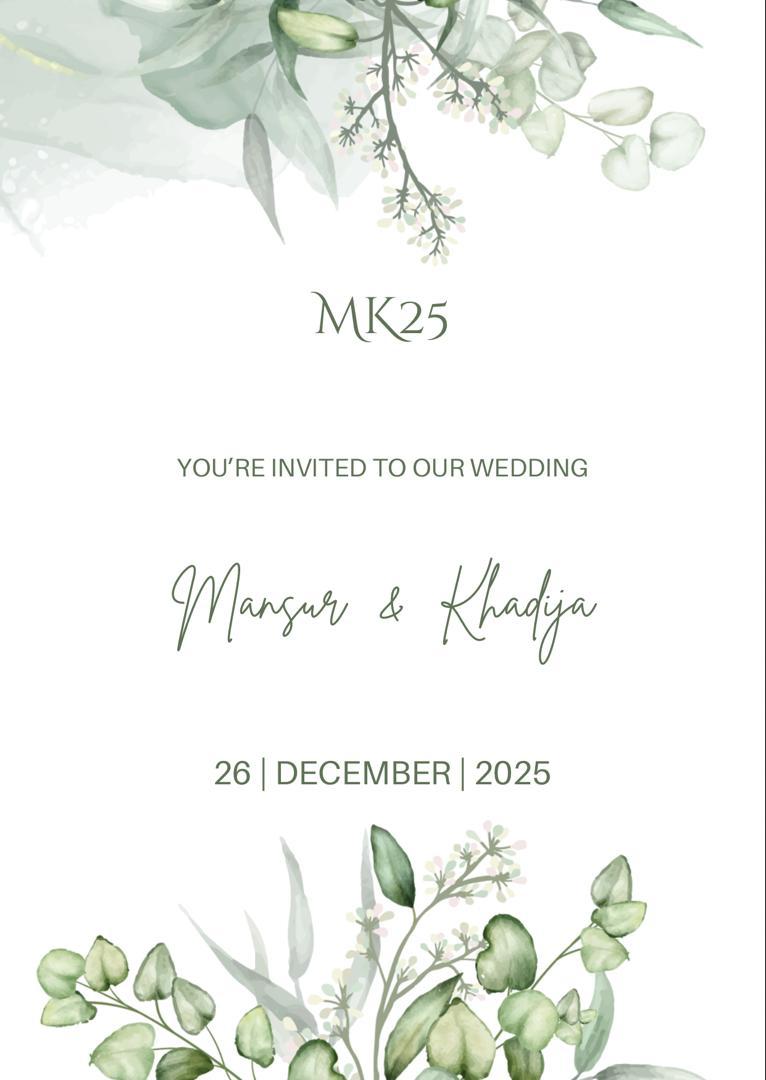 MK25
YOU’RE INVITED TO OUR WEDDING
Mansur & Khadija
26 | DECEMBER | 2025